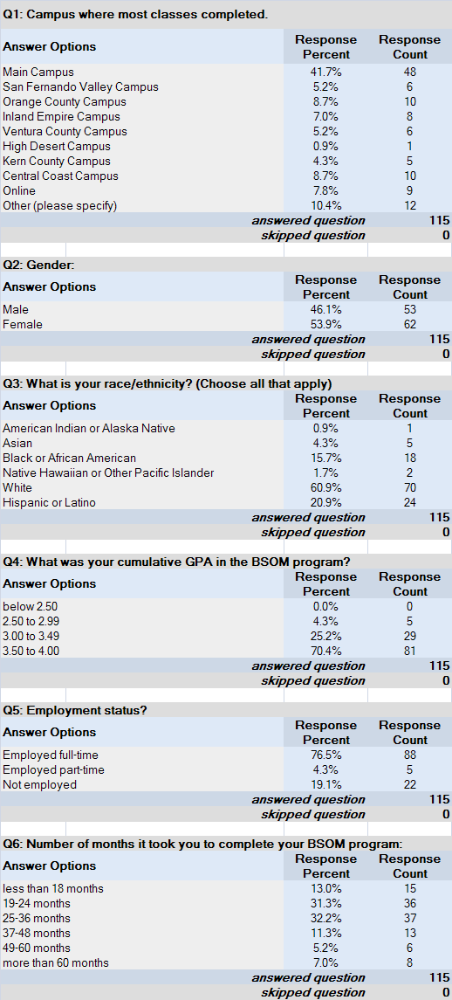 Q1: Campus where most classes completed.
Answer Options Response Percent Response Count
Main Campus 41.7% 48
San Fernando Valley Campus 5.2% 6
Orange County Campus 8.7% 10
Inland Empire Campus 7.0% 8
Ventura County Campus 5.2% 6
High Desert Campus 0.9% 1
Kern County Campus 4.3% 5
Central Coast Campus 8.7% 10
Online 7.8% 9
Other (please specify) 10.4% 12
answered question 115
skipped question 0
Q2: Gender:
Answer Options Response Percent Response Count
Male 46.1% 53
Female 53.9% 62
answered question 115
skipped question 0
Q3: What is your race/ethnicity? (Choose all that apply)
Answer Options Response Percent Response Count
American Indian or Alaska Native 0.9% 1
Asian 4.3% 5
Black or African American 15.7% 18
Native Hawaiian or Other Pacific Islander 1.7% 2
White 60.9% 70
Hispanic or Latino 20.9% 24
answered question 115
skipped question 0
Q4: What was your cumulative GPA in the BSOM program?
Answer Options Response Percent Response Count
below 2.50 0.0% 0
2.50 to 2.99 4.3% 5
3.00 to 3.49 25.2% 29
3.50 to 4.00 70.4% 81
answered question 115
skipped question 0
Q5: Employment status?
Answer Options Response Percent Response Count
Employed full-time 76.5% 88
Employed part-time 4.3% 5
Not employed 19.1% 22
answered question 115
skipped question 0
Q6: Number of months it took you to complete your BSOM program:
Answer Options Response Percent Response Count
less than 18 months 13.0% 15
19-24 months 31.3% 36
25-36 months 32.2% 37
37-48 months 11.3% 13
49-60 months 5.2% 6
more than 60 months 7.0% 8
answered question 115
skipped question 0